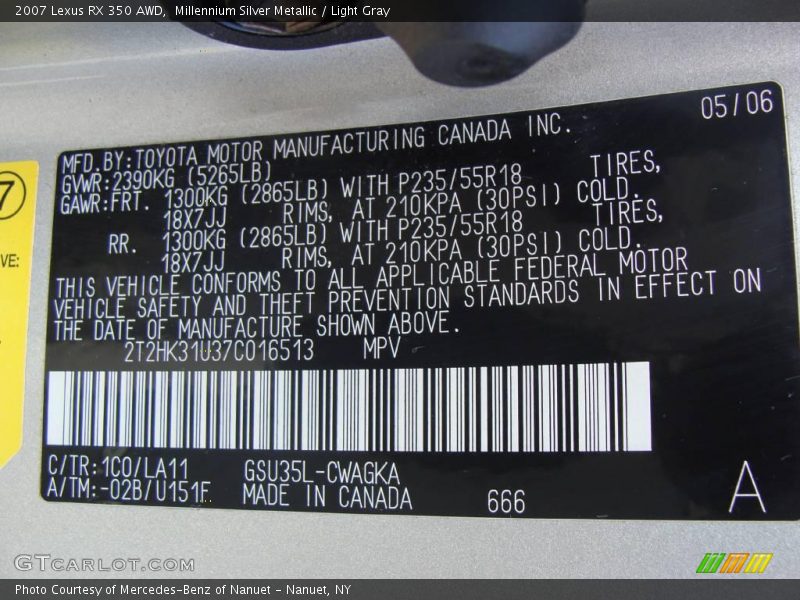 2007 Lexus RX 350 AWD,  Millennium Silver Metallic / Light Gray
05/06
MFD. BY: TOYOTA MOTOR MANUFACTURING CANADA INC.
GVWR: 2390KG (5265LB)
GAWR: FRT. 1300KG (2865LB) WITH P235/55R18 TIRES,
18X7JJ RIMS, AT 210KPA (30PSI) COLD.
RR. 1300KG (2865LB) WITH P235/55R18 TIRES,
18X7JJ RIMS, AT 210KPA (30PSI) COLD.
THIS VEHICLE CONFORMS TO ALL APPLICABLE FEDERAL MOTOR
VEHICLE SAFETY AND THEFT PREVENTION STANDARDS IN EFFECT ON
THE DATE OF MANUFACTURE SHOWN ABOVE.
2T2HK31U37C016513 MPV
C/TR: 1C0/LA11 GSU35L-CWAGKA
A/TM: -02B/U151F MADE IN CANADA 666 A
7
VE:
GTCARLOT.COM
Photo Courtesy of Mercedes-Benz of Nanuet - Nanuet, NY